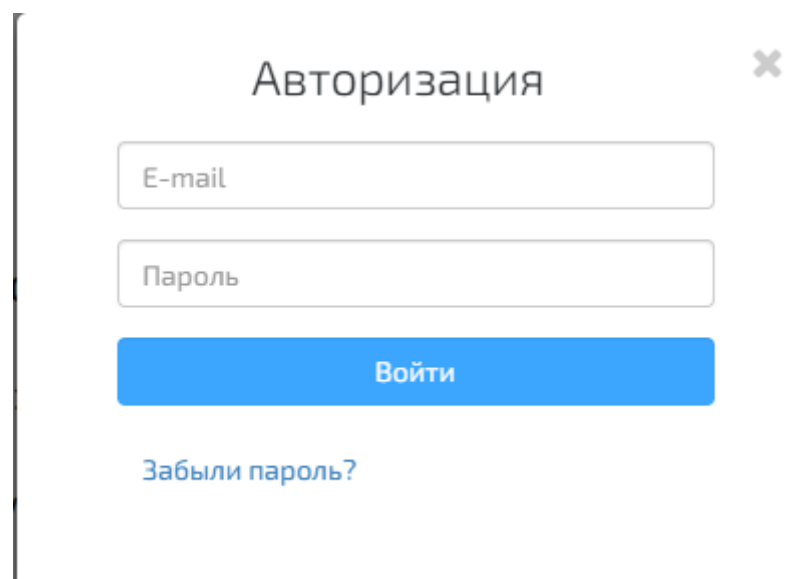 Авторизация
E-mail
Пароль
Войти
Забыли пароль?